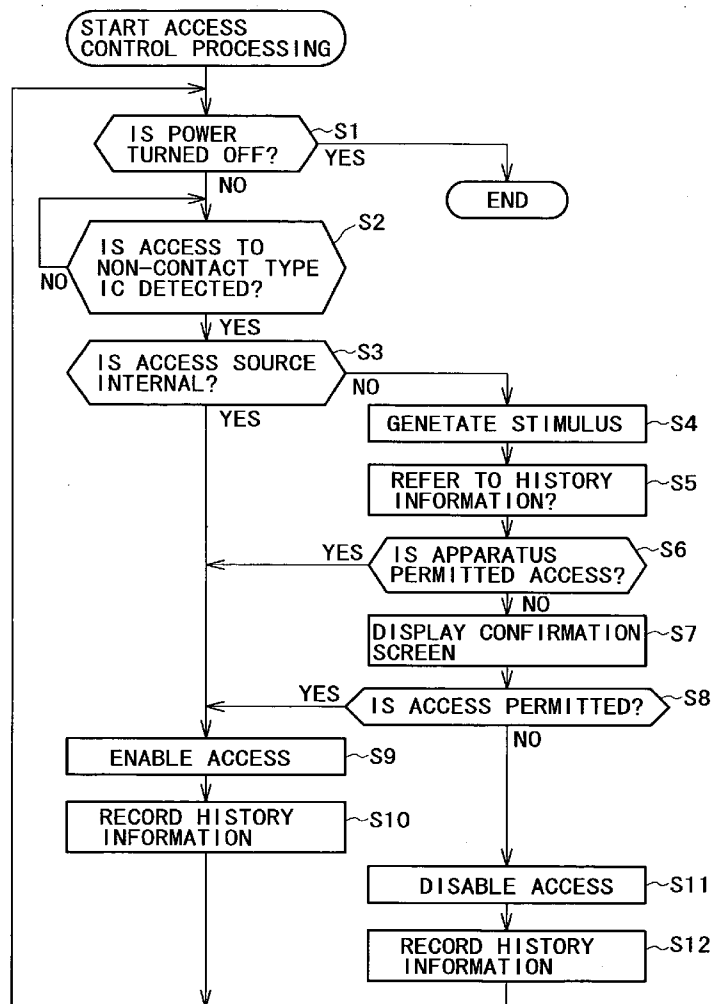 START ACCESS
CONTROL PROCESSING
IS POWER
TURNED OFF?
S1
YES
NO
END
IS ACCESS TO
NON-CONTACT TYPE
IC DETECTED?
S2
NO
YES
IS ACCESS SOURCE
INTERNAL?
S3
NO
YES
GENETATE STIMULUS
S4
REFER TO HISTORY
INFORMATION?
S5
IS APPARATUS
PERMITTED ACCESS?
S6
YES
NO
DISPLAY CONFIRMATION
SCREEN
S7
IS ACCESS PERMITTED?
S8
YES
NO
ENABLE ACCESS
S9
RECORD HISTORY
INFORMATION
S10
DISABLE ACCESS
S11
RECORD HISTORY
INFORMATION
S12